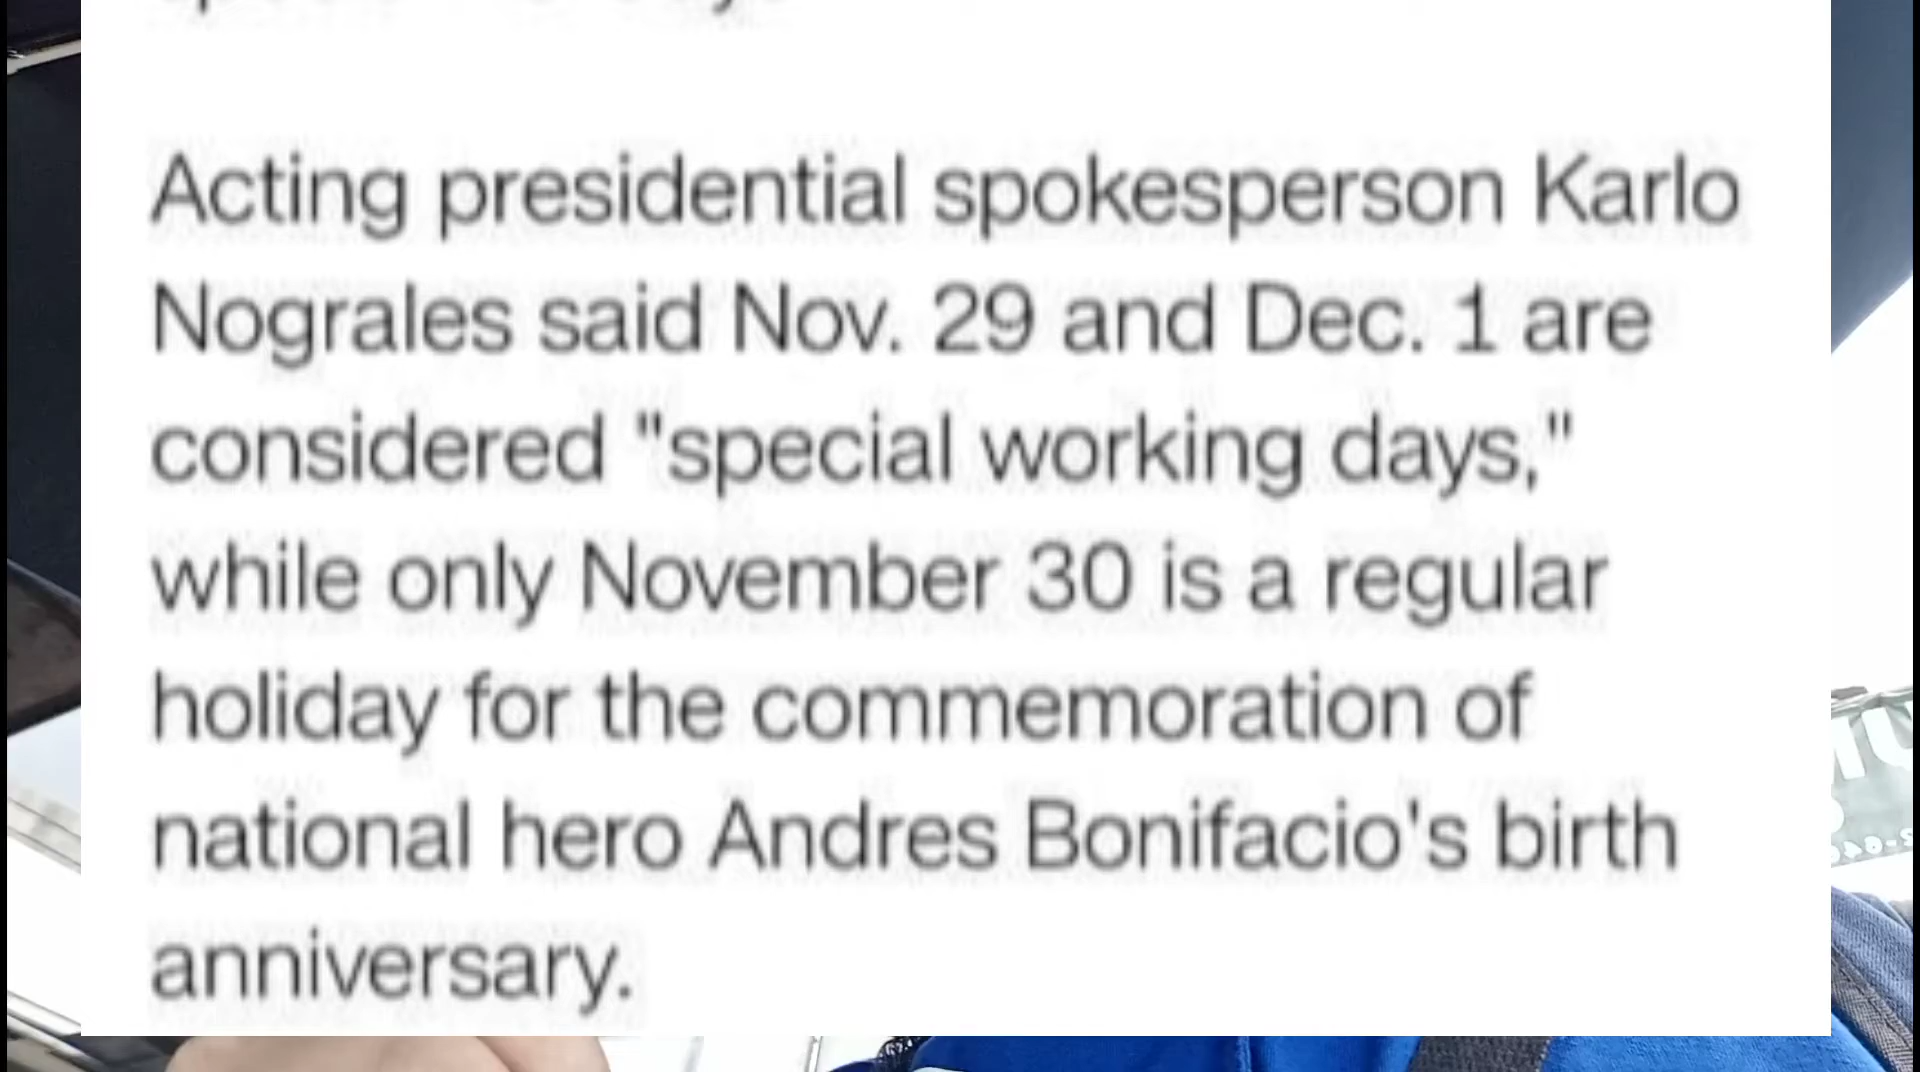 Acting presidential spokesperson Karlo
Nograles said Nov. 29 and Dec. 1 are
considered "special working days,"
while only November 30 is a regular
holiday for the commemoration of
national hero Andres Bonifacio's birth
anniversary.